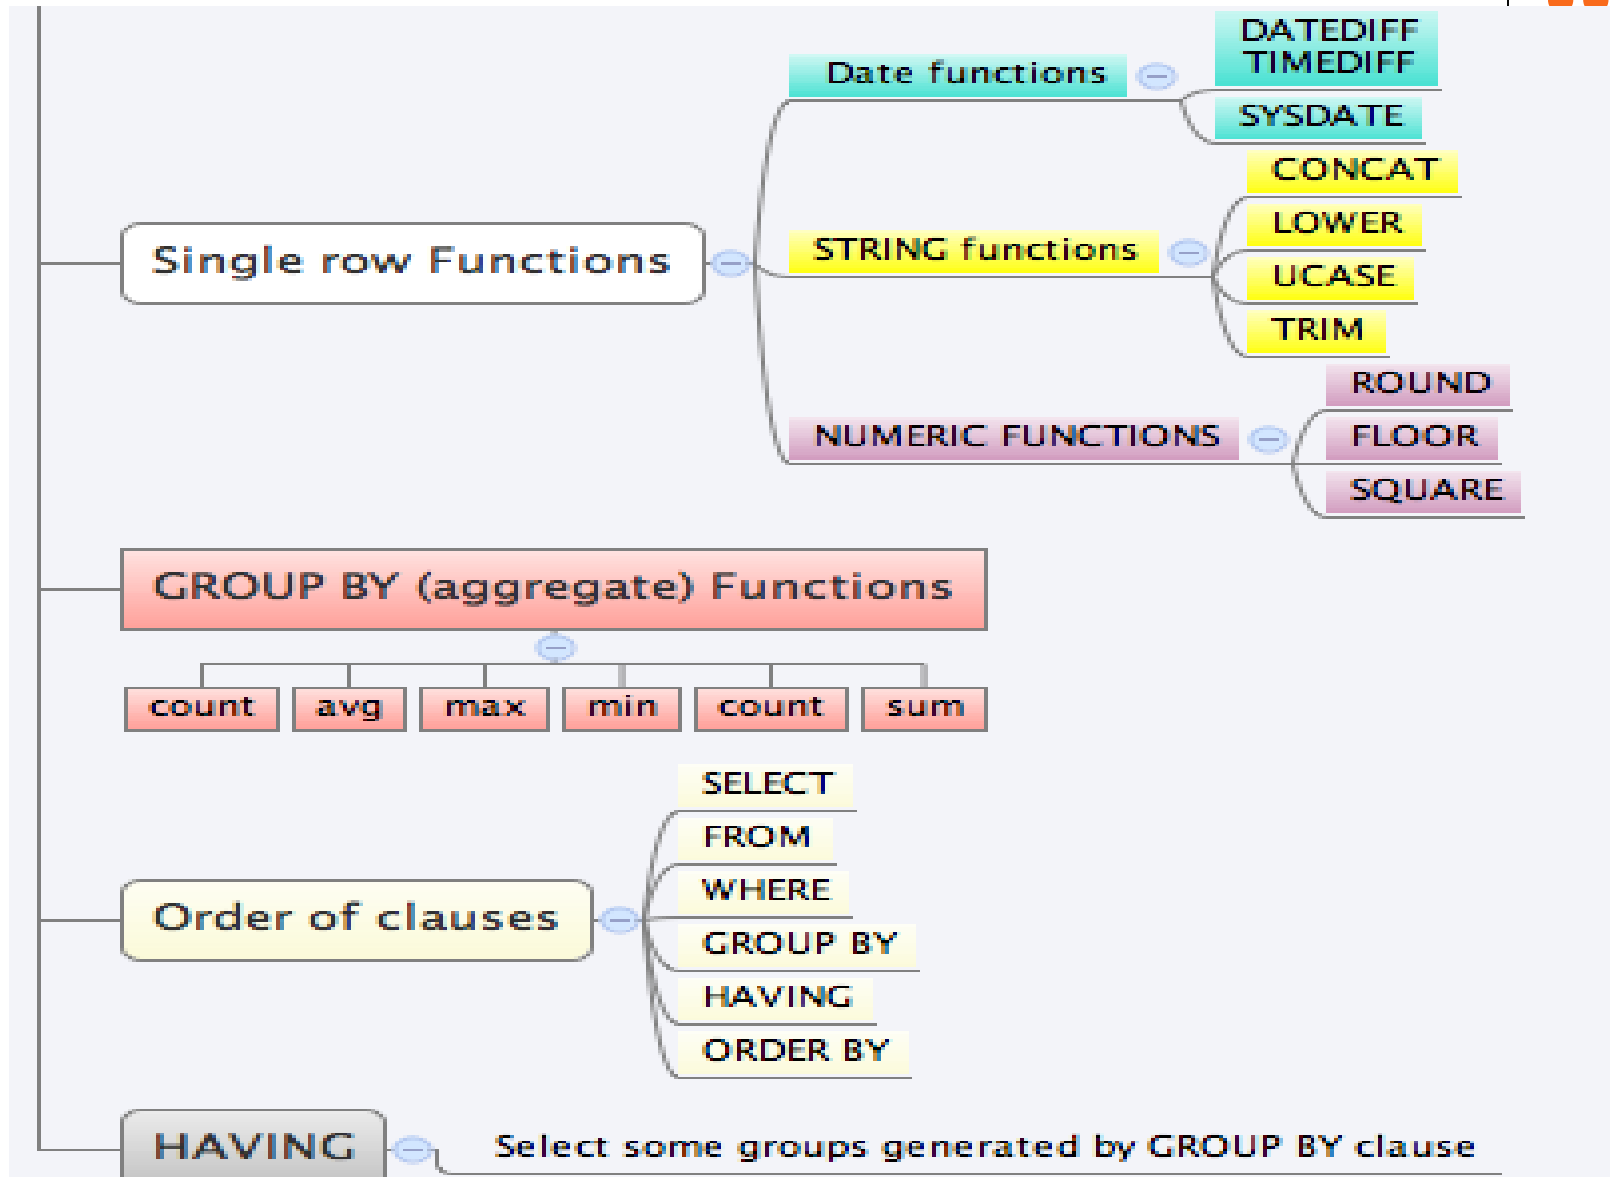 DATEDIFF
TIMEDIFF
Date functions
SYSDATE
CONCAT
LOWER
Single row Functions
STRING functions
UCASE
TRIM
ROUND
NUMERIC FUNCTIONS
FLOOR
SQUARE
GROUP BY (aggregate) Functions
count
avg
max
min
count
sum
SELECT
FROM
WHERE
Order of clauses
GROUP BY
HAVING
ORDER BY
HAVING
Select some groups generated by GROUP BY clause